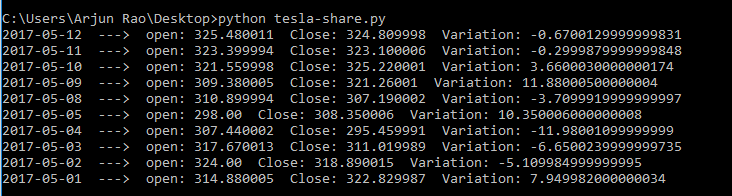 C:\Users\Arjun Rao\Desktop>python tesla-share.py
2017-05-12  --->  open: 325.480011  Close: 324.809998  Variation: -0.6700129999999831
2017-05-11  --->  open: 323.399994  Close: 323.100006  Variation: -0.2999879999999848
2017-05-10  --->  open: 321.559998  Close: 325.220001  Variation: 3.6600030000000174
2017-05-09  --->  open: 309.380005  Close: 321.26001  Variation: 11.88000500000004
2017-05-08  --->  open: 310.899994  Close: 307.190002  Variation: -3.7099919999999997
2017-05-05  --->  open: 298.00  Close: 308.350006  Variation: 10.350006000000008
2017-05-04  --->  open: 307.440002  Close: 295.459991  Variation: -11.98001099999999
2017-05-03  --->  open: 317.670013  Close: 311.019989  Variation: -6.6500239999999735
2017-05-02  --->  open: 324.00  Close: 318.890015  Variation: -5.109984999999995
2017-05-01  --->  open: 314.880005  Close: 322.829987  Variation: 7.949982000000034